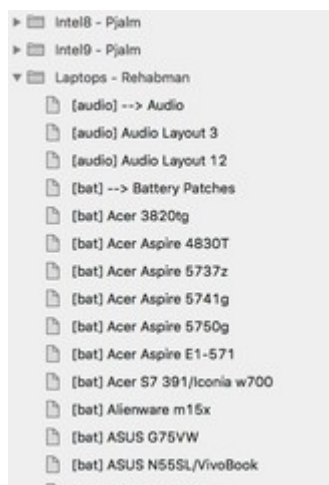 Intel8 - Pjalm
Intel9 - Pjalm
Laptops - Rehabman
[audio] --> Audio
[audio] Audio Layout 3
[audio] Audio Layout 12
[bat] --> Battery Patches
[bat] Acer 3820tg
[bat] Acer Aspire 4830T
[bat] Acer Aspire 5737z
[bat] Acer Aspire 5741g
[bat] Acer Aspire 5750g
[bat] Acer Aspire E1-571
[bat] Acer S7 391/Iconia w700
[bat] Alienware m15x
[bat] ASUS G75VW
[bat] ASUS N55SL/VivoBook